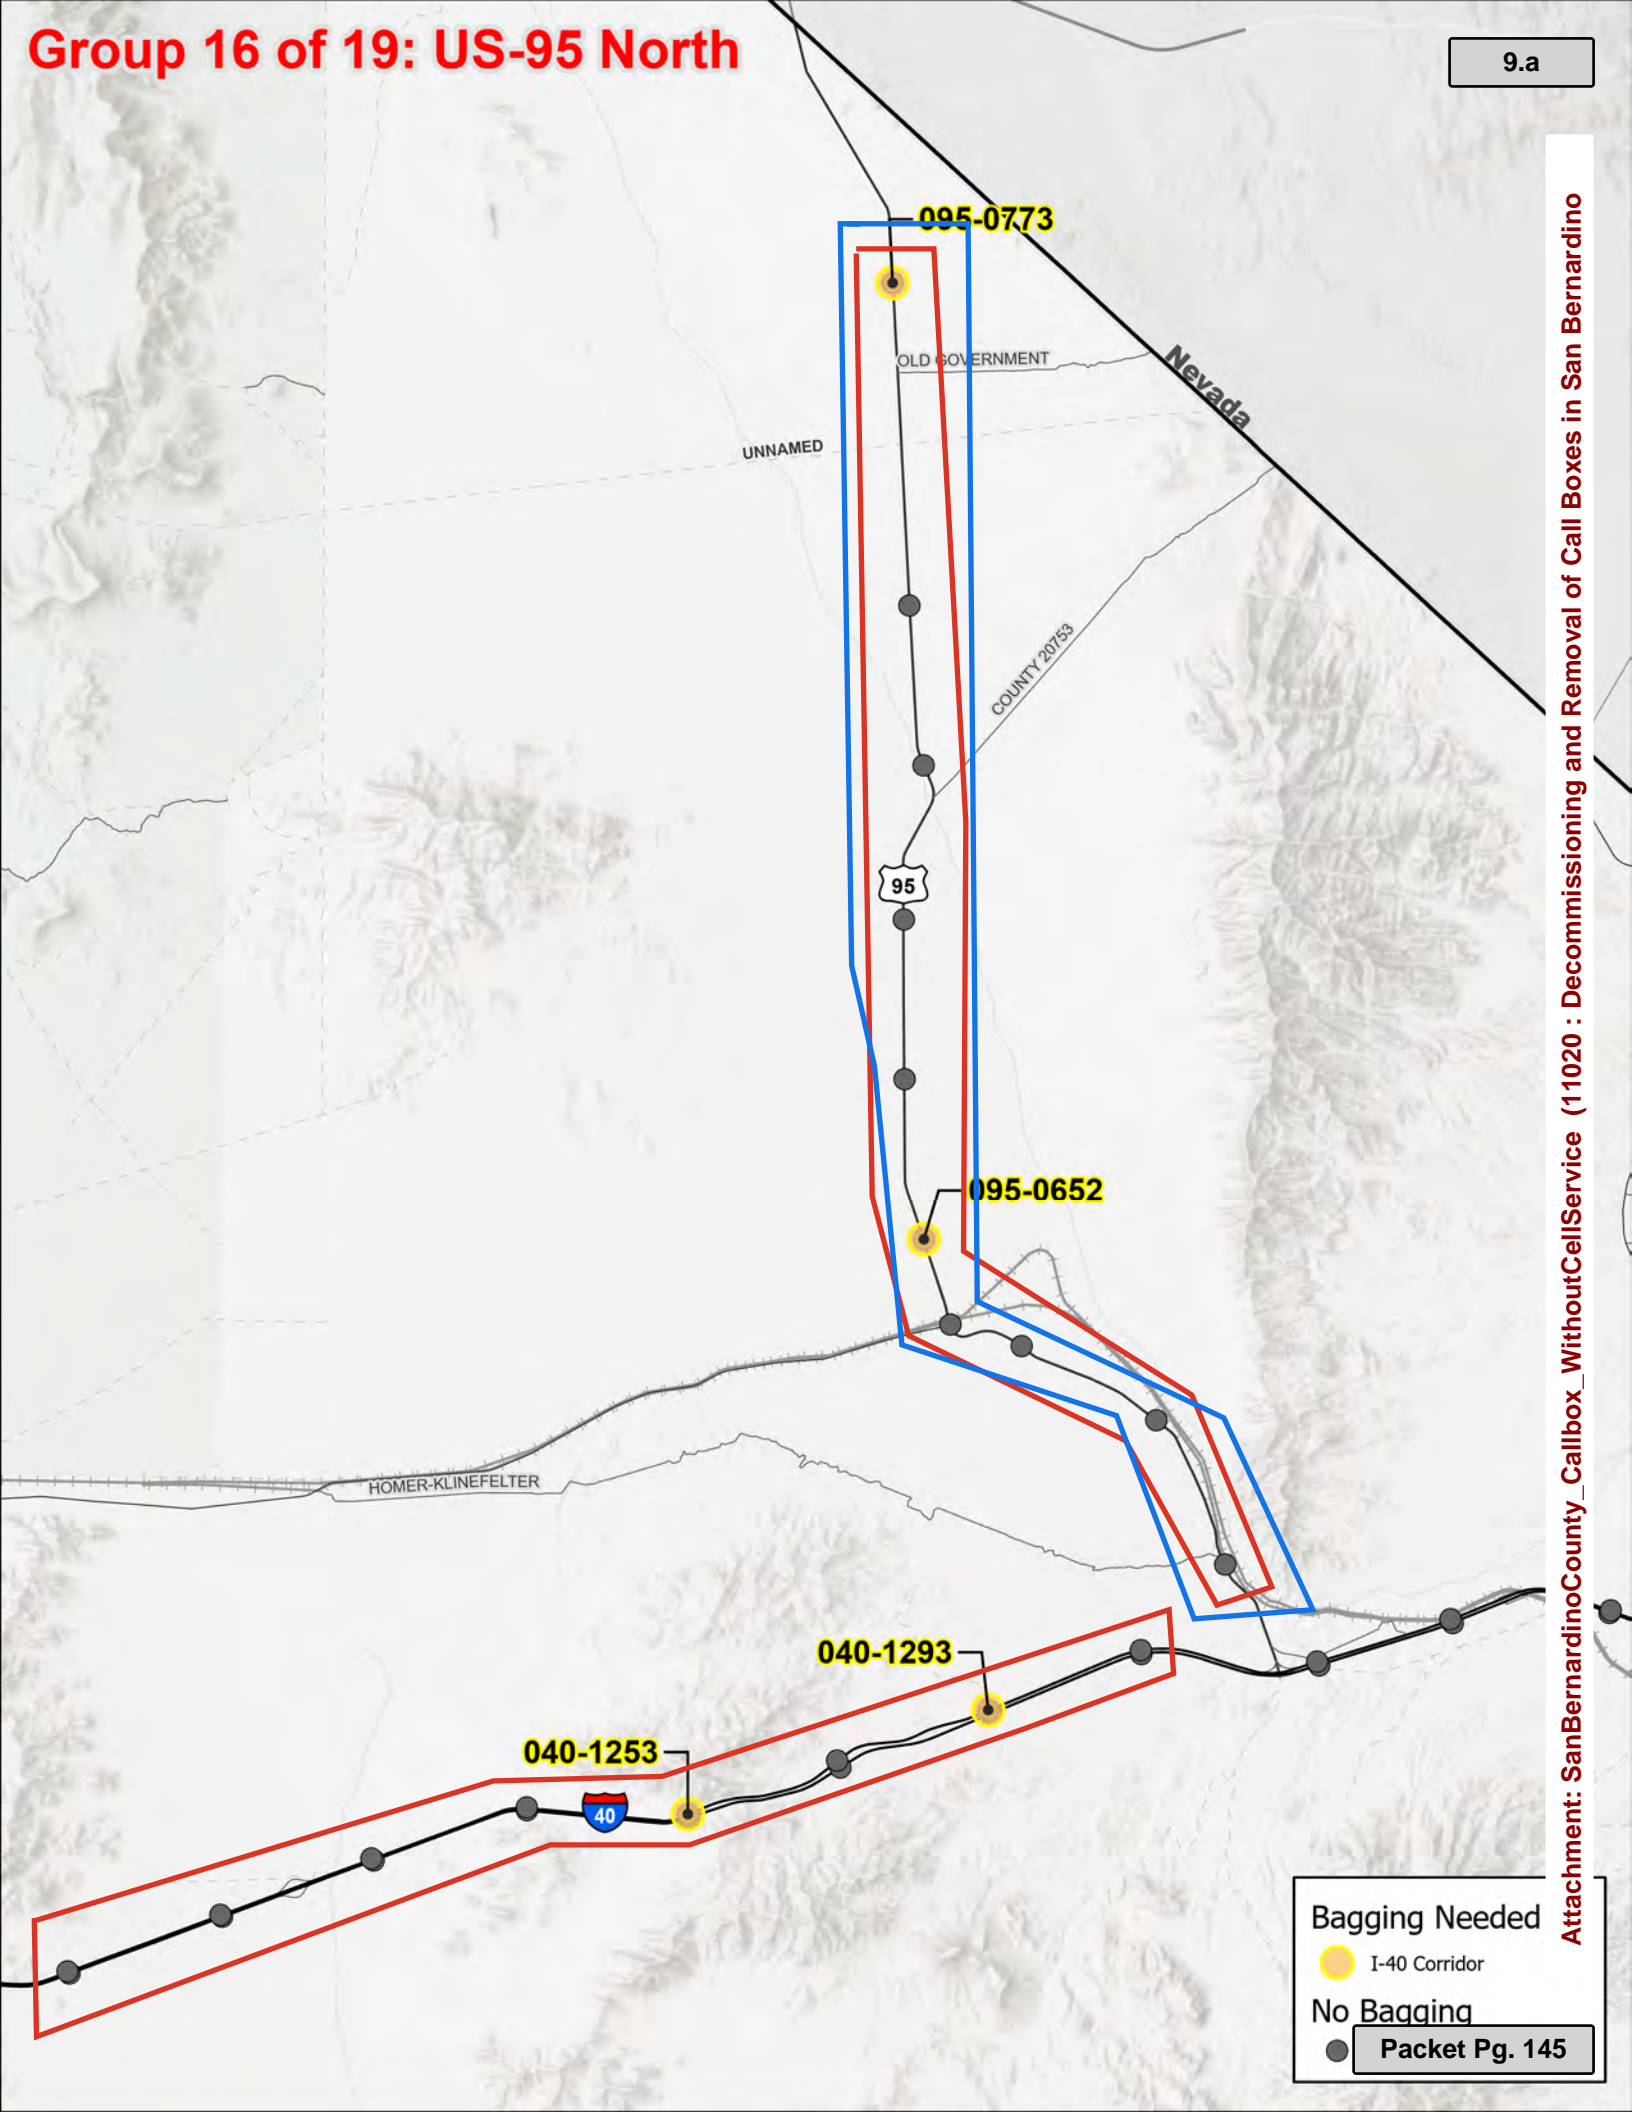 Group 16 of 19: US-95 North
9.a
095-0773
OLD GOVERNMENT
Nevada
UNNAMED
COUNTY 20753
95
095-0652
HOMER-KLINEFELTER
040-1293
040-1253
40
Bagging Needed
I-40 Corridor
No Bagging
Packet Pg. 145
Attachment: SanBernardinoCounty_Callbox_WithoutCellService (11020 : Decommissioning and Removal of Call Boxes in San Bernardino